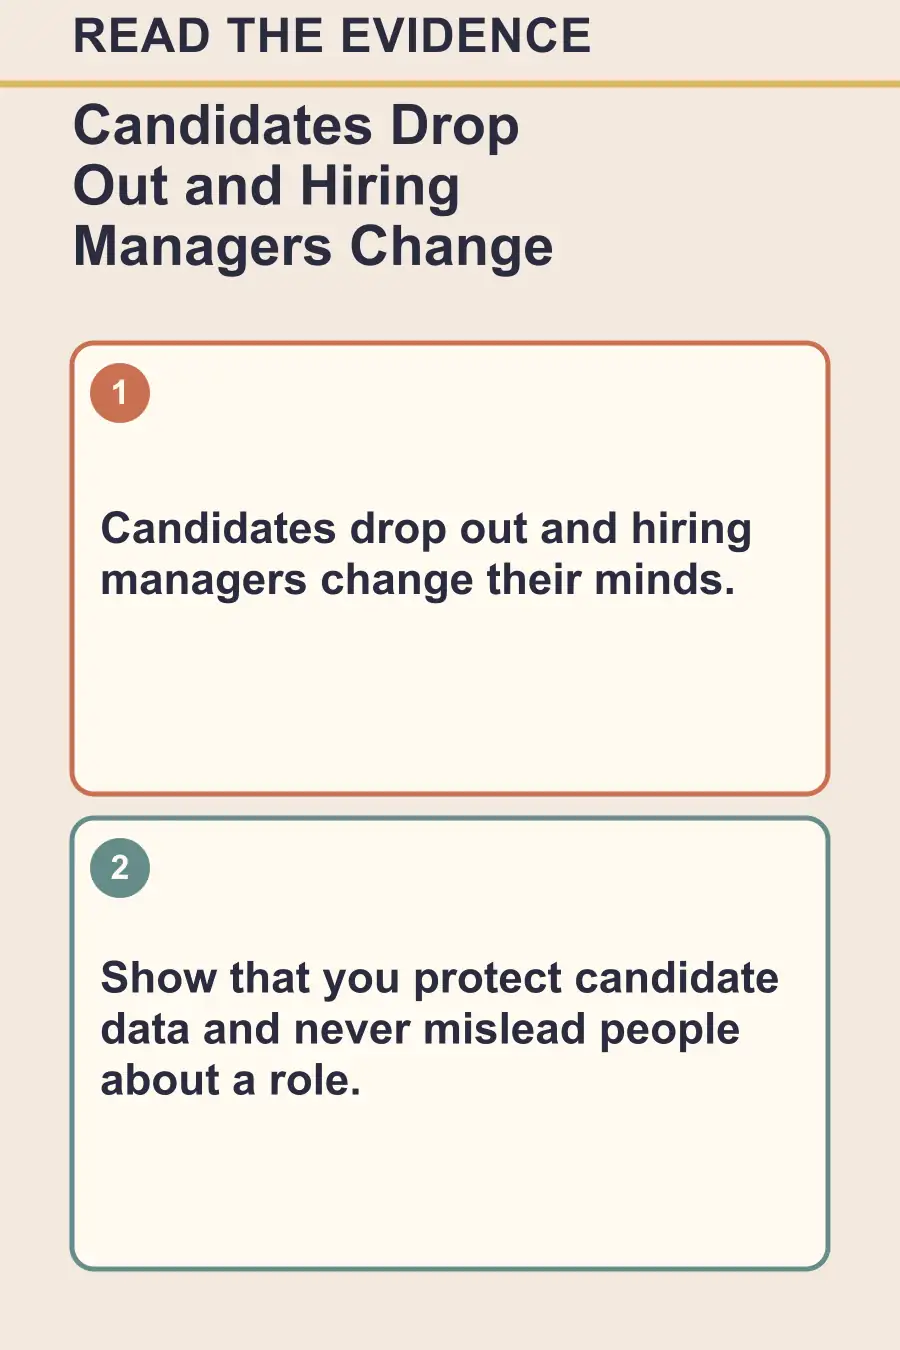 READ THE EVIDENCE
Candidates Drop
Out and Hiring
Managers Change
1
Candidates drop out and hiring
managers change their minds.
2
Show that you protect candidate
data and never mislead people
about a role.